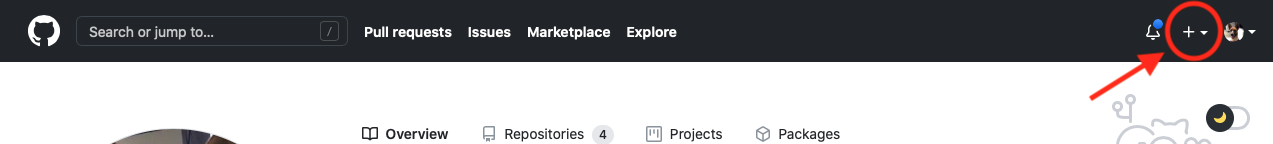 Search or jump to... / Pull requests Issues Marketplace Explore
Overview Repositories 4 Projects Packages